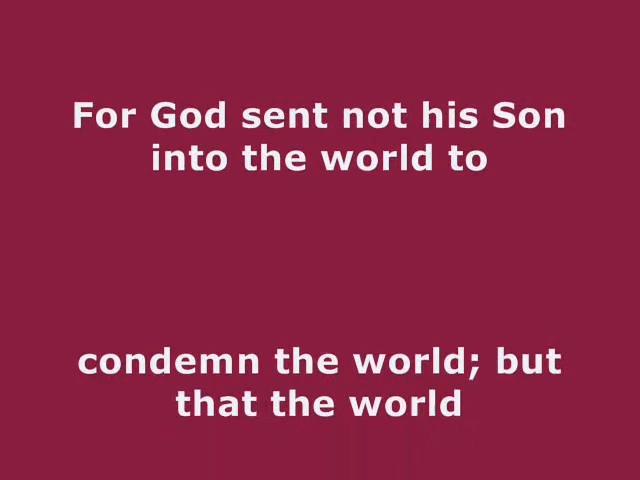 For God sent not his Son
into the world to
condemn the world; but
that the world